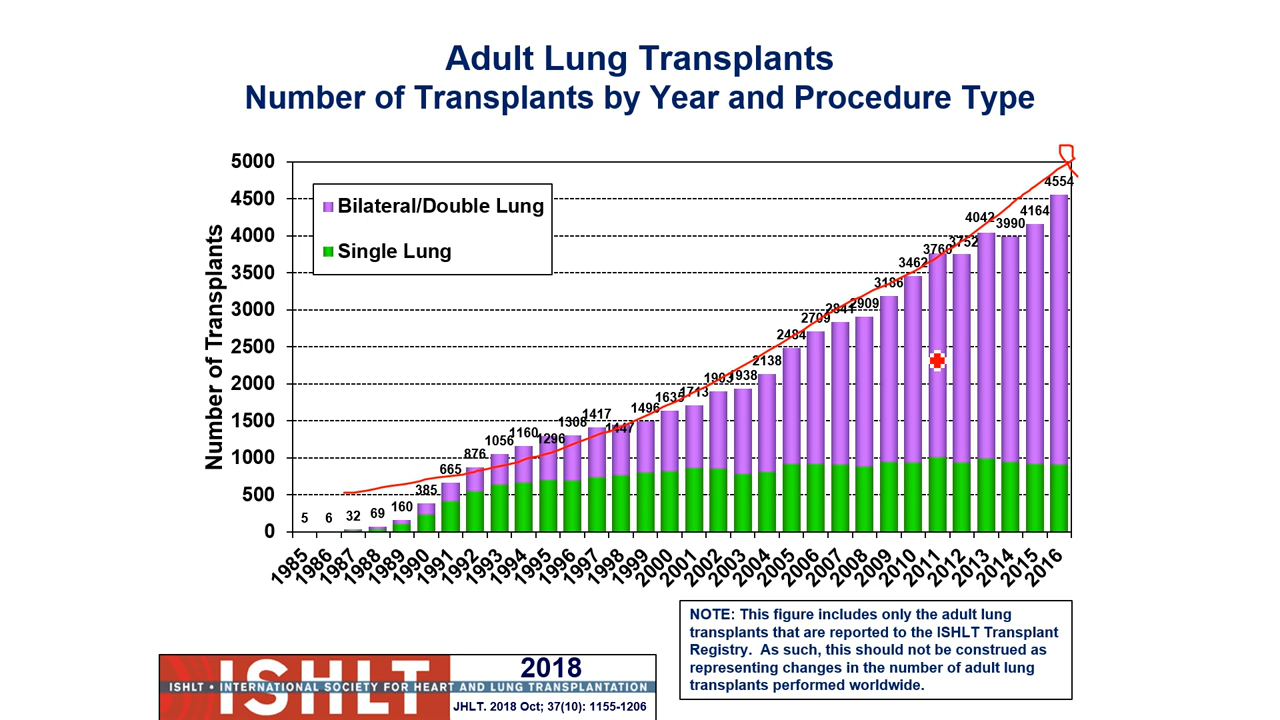 Adult Lung Transplants
Number of Transplants by Year and Procedure Type
Number of Transplants
5000
4500
4000
3500
3000
2500
2000
1500
1000
500
0
Bilateral/Double Lung
Single Lung
5 6 32 69 160 385 665 876 1056 1160 1296 1308 1417 1447 1496 1635 1713 1903 1938 2138 2484 2709 2841 2909 3186 3462 3760 3752 4042 3990 4164 4554
1985 1986 1987 1988 1989 1990 1991 1992 1993 1994 1995 1996 1997 1998 1999 2000 2001 2002 2003 2004 2005 2006 2007 2008 2009 2010 2011 2012 2013 2014 2015 2016
NOTE: This figure includes only the adult lung
transplants that are reported to the ISHLT Transplant
Registry. As such, this should not be construed as
representing changes in the number of adult lung
transplants performed worldwide.
ISHLT
2018
ISHLT • INTERNATIONAL SOCIETY FOR HEART AND LUNG TRANSPLANTATION
JHLT. 2018 Oct; 37(10): 1155-1206